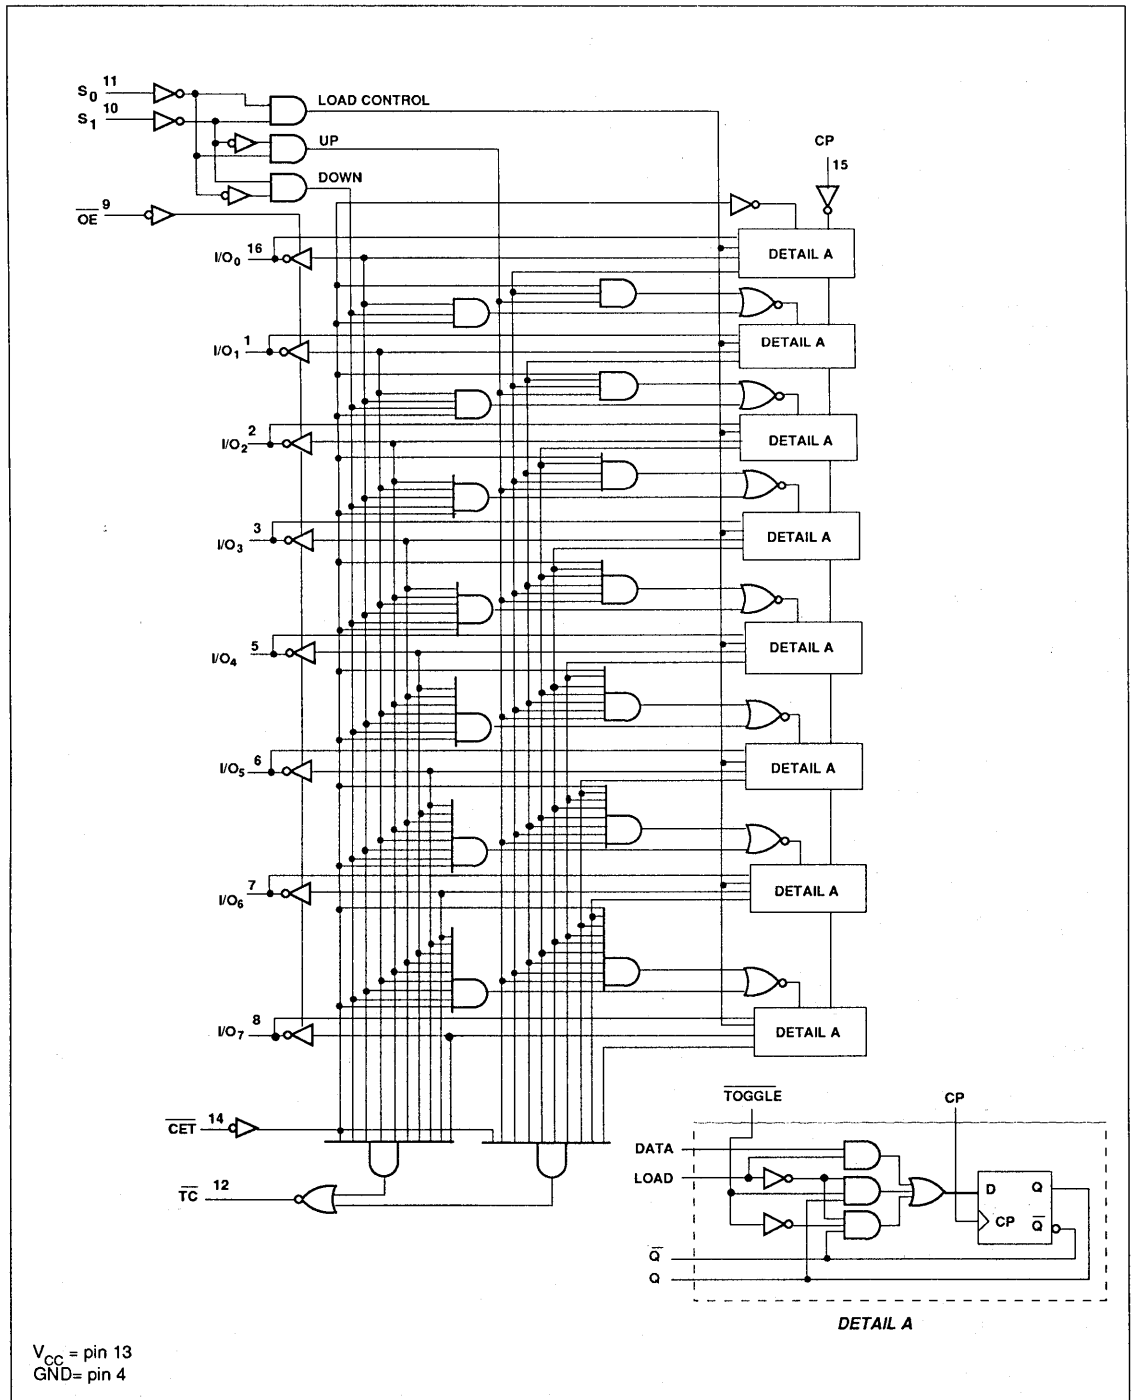 S0 11
LOAD CONTROL
S1 10
UP
CP
15
DOWN
OE 9
I/O0 16
DETAIL A
I/O1 1
DETAIL A
I/O2 2
DETAIL A
I/O3 3
DETAIL A
I/O4 5
DETAIL A
I/O5 6
DETAIL A
I/O6 7
DETAIL A
I/O7 8
DETAIL A
TOGGLE
CP
CET 14
DATA
LOAD
D Q
CP Q
TC 12
Q
Q
DETAIL A
VCC = pin 13
GND= pin 4